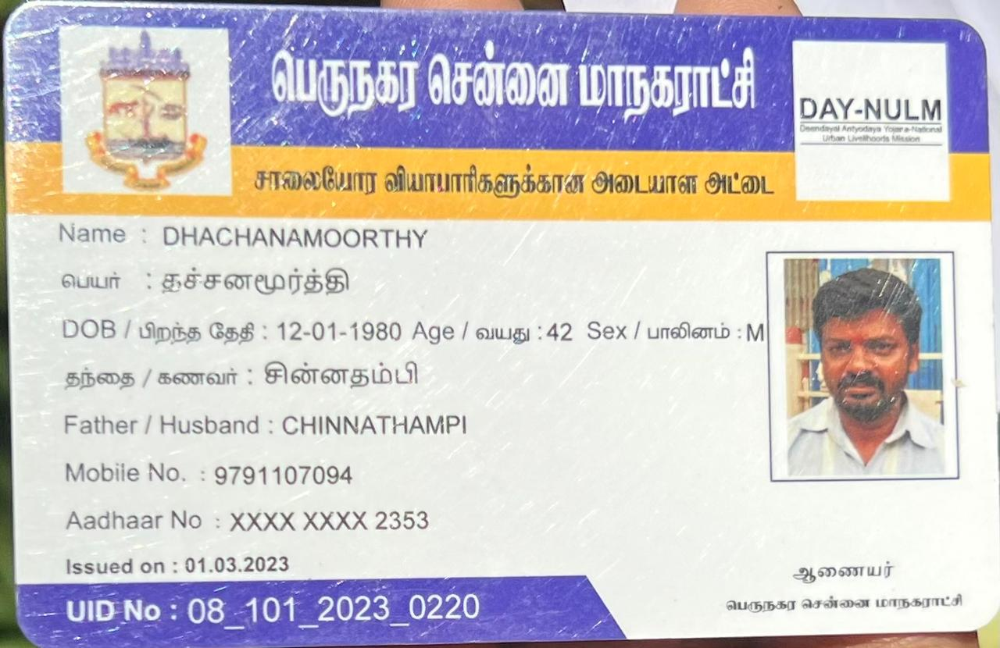 பெருநகர சென்னை மாநகராட்சி
DAY-NULM
Deendayal Antyodaya Yojana-National
Urban Livelihoods Mission
சாலையோர வியாபாரிகளுக்கான அடையாள அட்டை
Name : DHACHANAMOORTHY
பெயர் : தச்சனமூர்த்தி
DOB / பிறந்த தேதி : 12-01-1980 Age / வயது : 42 Sex / பாலினம் : M
தந்தை / கணவர் : சின்னதம்பி
Father / Husband : CHINNATHAMPI
Mobile No. : 9791107094
Aadhaar No : XXXX XXXX 2353
Issued on : 01.03.2023
UID No : 08_101_2023_0220
ஆணையர்
பெருநகர சென்னை மாநகராட்சி